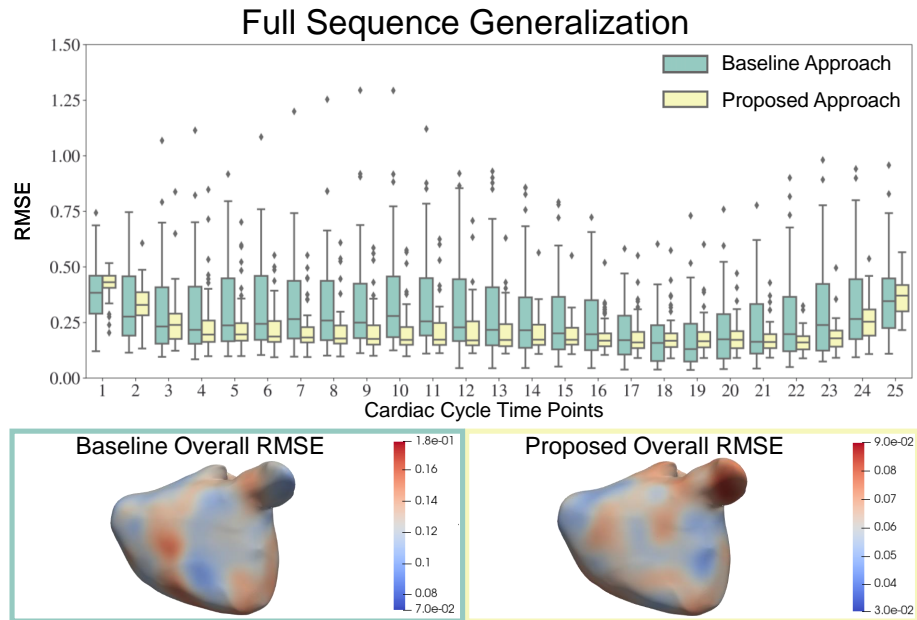 Full Sequence Generalization
1.50
1.25
1.00
0.75
0.50
0.25
0.00
RMSE
Baseline Approach
Proposed Approach
1 2 3 4 5 6 7 8 9 10 11 12 13 14 15 16 17 18 19 20 21 22 23 24 25
Cardiac Cycle Time Points
Baseline Overall RMSE
1.8e-01
0.16
0.14
0.12
0.1
0.08
7.0e-02
Proposed Overall RMSE
9.0e-02
0.08
0.07
0.06
0.05
0.04
3.0e-02